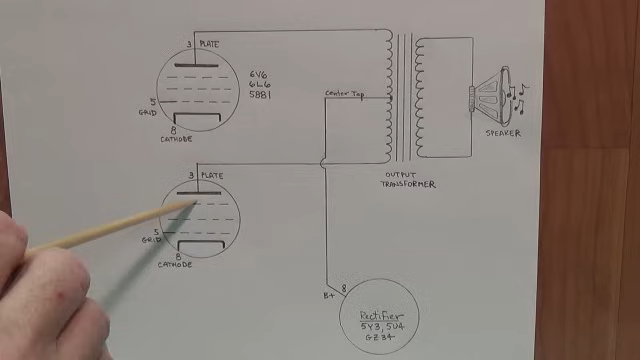 3 PLATE
6V6
6L6
5881
5
GRID
8
CATHODE
Center Tap
SPEAKER
3 PLATE
OUTPUT
TRANSFORMER
5
GRID
8
CATHODE
B+ 8
Rectifier
5Y3, 5U4
GZ34